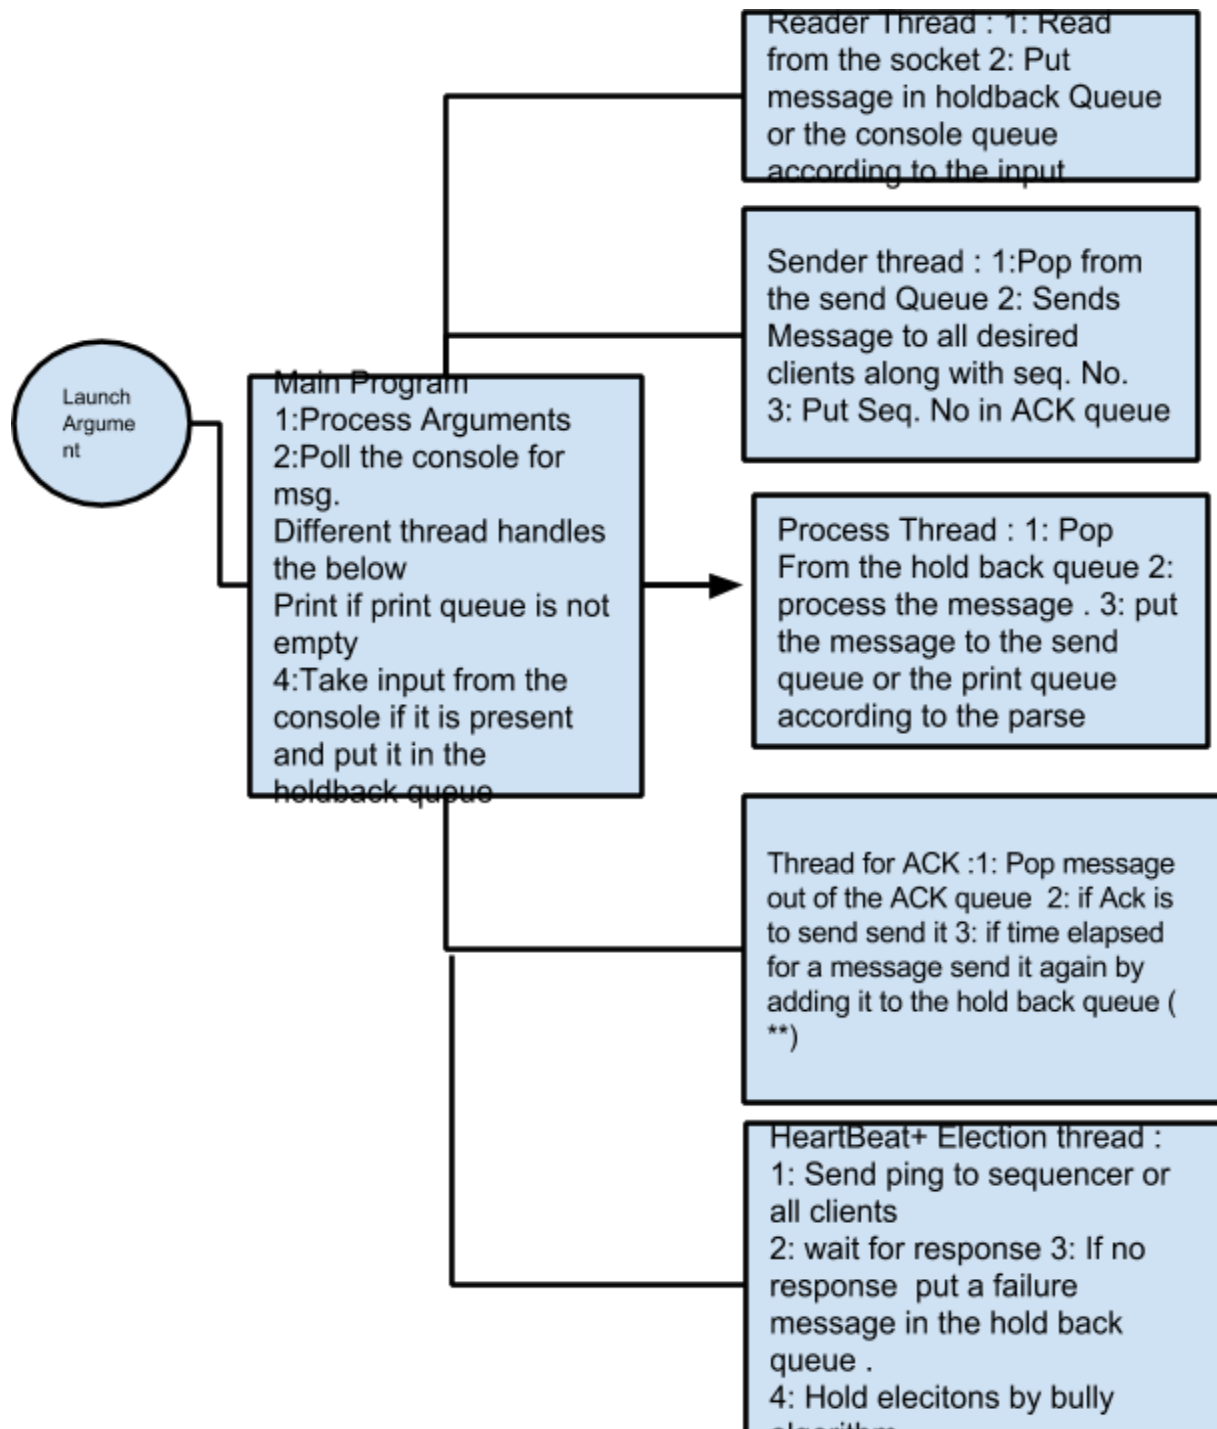 Reader Thread : 1: Read
from the socket 2: Put
message in holdback Queue
or the console queue
according to the input
Sender thread : 1:Pop from
the send Queue 2: Sends
Message to all desired
clients along with seq. No.
3: Put Seq. No in ACK queue
Launch
Argume
nt
Main Program
1:Process Arguments
2:Poll the console for
msg.
Different thread handles
the below
Print if print queue is not
empty
4:Take input from the
console if it is present
and put it in the
holdback queue
Process Thread : 1: Pop
From the hold back queue 2:
process the message . 3: put
the message to the send
queue or the print queue
according to the parse
Thread for ACK :1: Pop message
out of the ACK queue  2: if Ack is
to send send it 3: if time elapsed
for a message send it again by
adding it to the hold back queue (
**)
HeartBeat+ Election thread :
1: Send ping to sequencer or
all clients
2: wait for response 3: If no
response  put a failure
message in the hold back
queue .
4: Hold elecitons by bully
algorithm